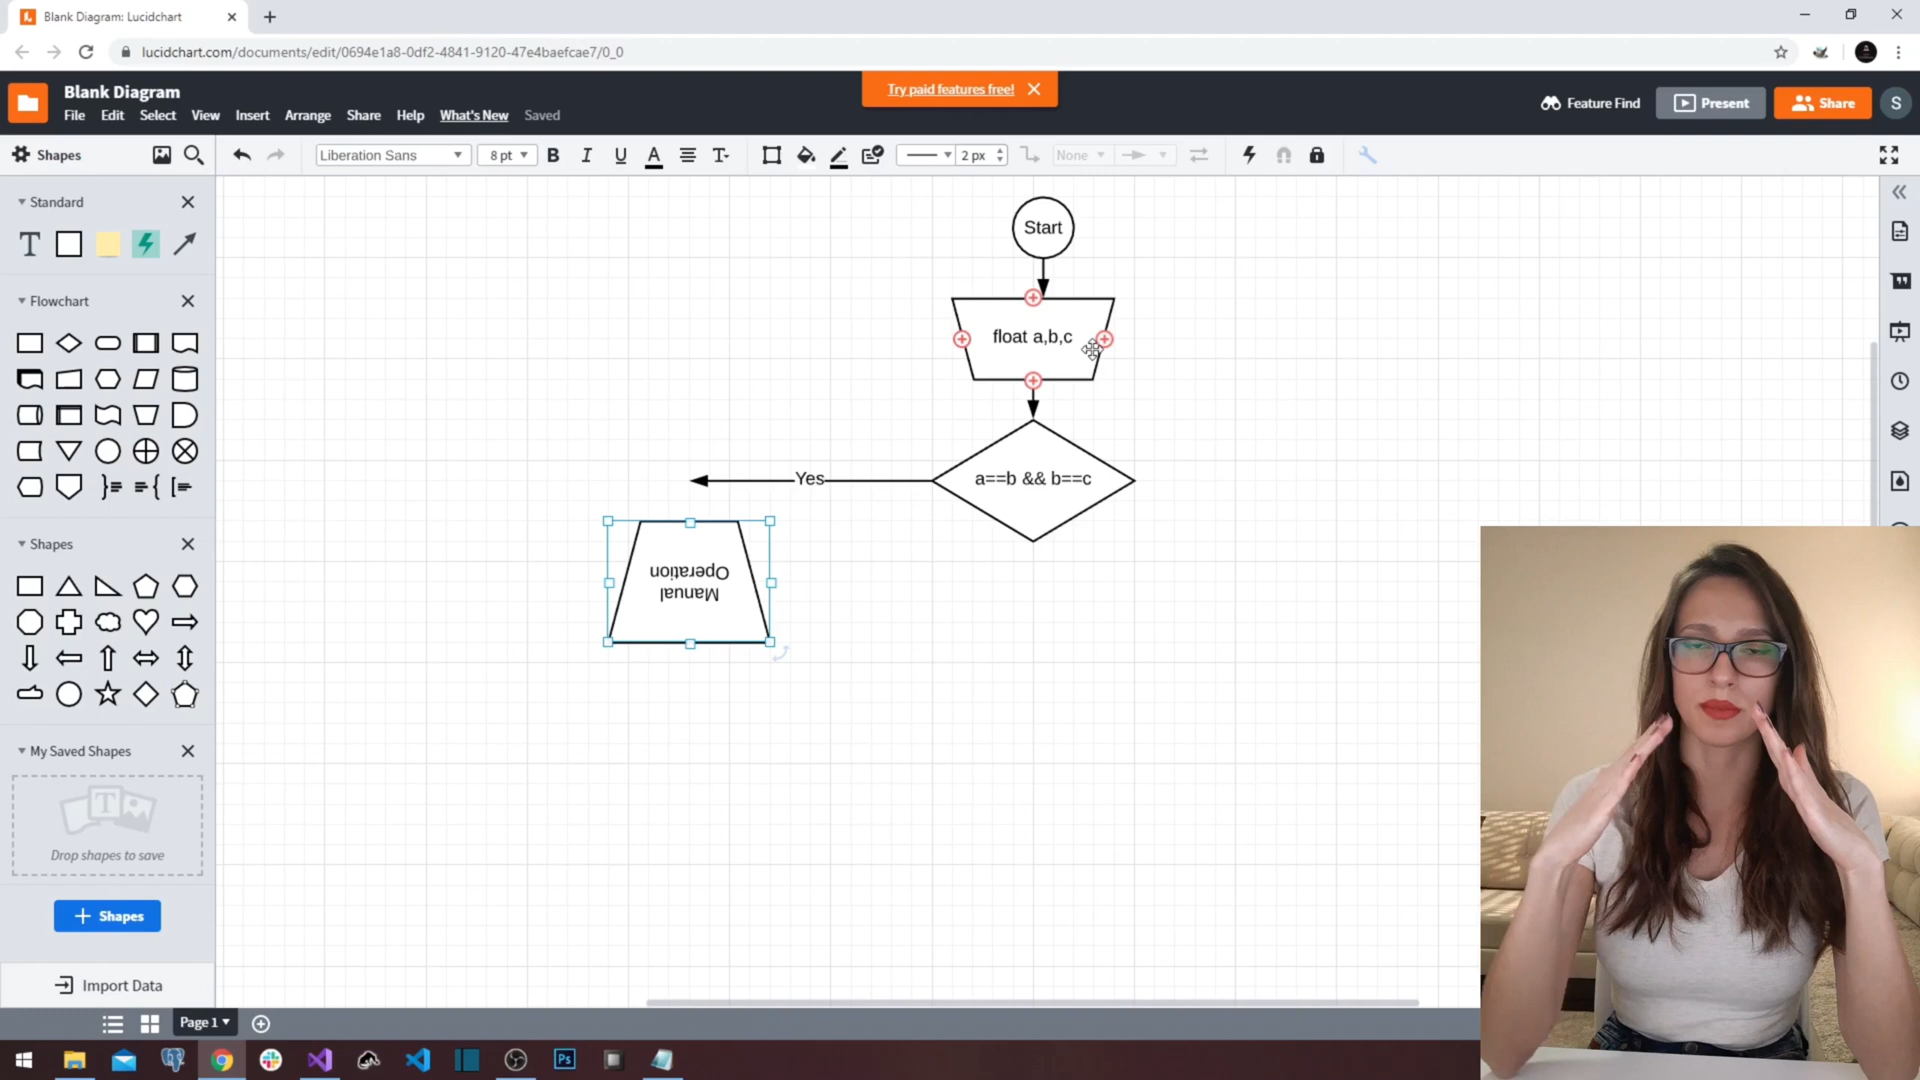 Blank Diagram: Lucidchart
lucidchart.com/documents/edit/0694e1a8-0df2-4841-9120-47e4baefcae7/0_0
Blank Diagram
Try paid features free!
Feature Find
Present
Share
S
File Edit Select View Insert Arrange Share Help What's New Saved
Shapes
Liberation Sans
8 pt
B I U A T
2 px
None
Standard
T
Flowchart
Shapes
My Saved Shapes
T
Drop shapes to save
+ Shapes
Import Data
Start
float a,b,c
a==b && b==c
Yes
Manual
Operation
Page 1
Ps